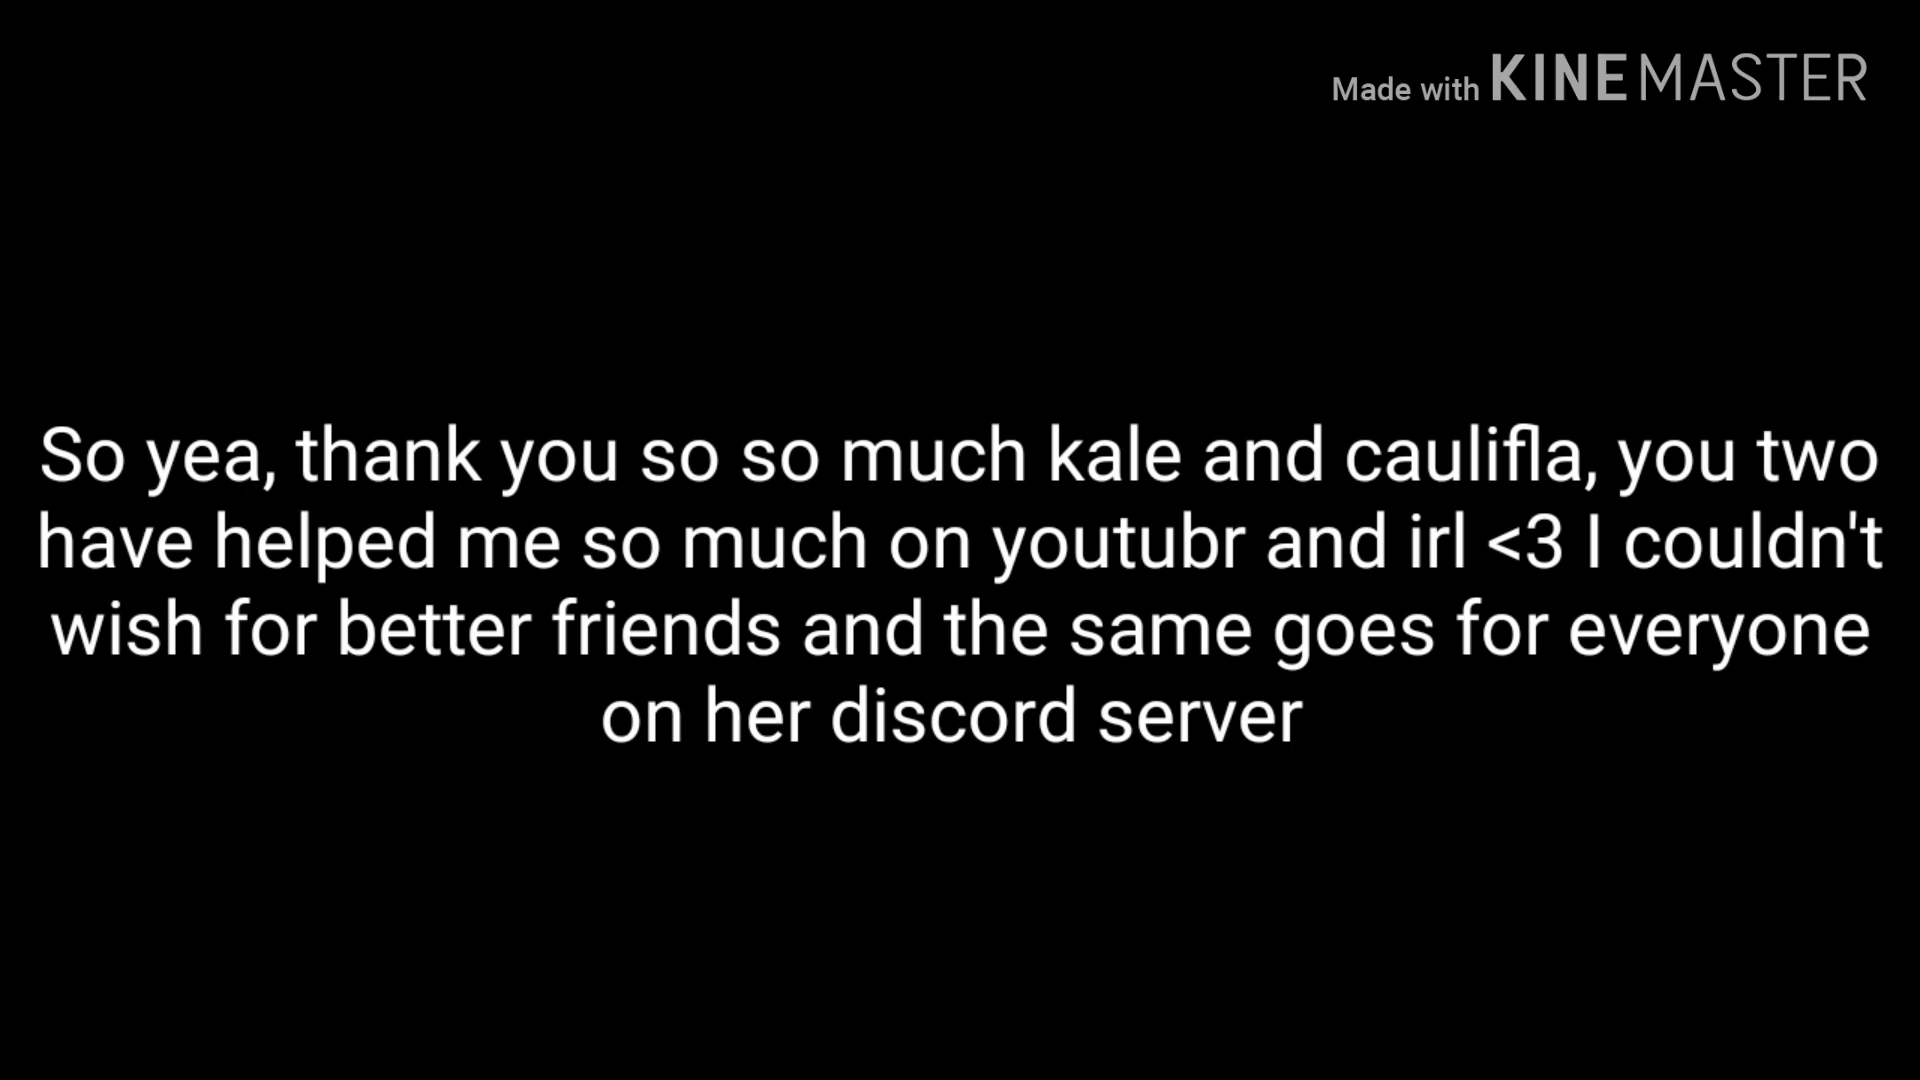 Made with KINEMASTER
So yea, thank you so so much kale and caulifla, you two
have helped me so much on youtubr and irl <3 I couldn't
wish for better friends and the same goes for everyone
on her discord server